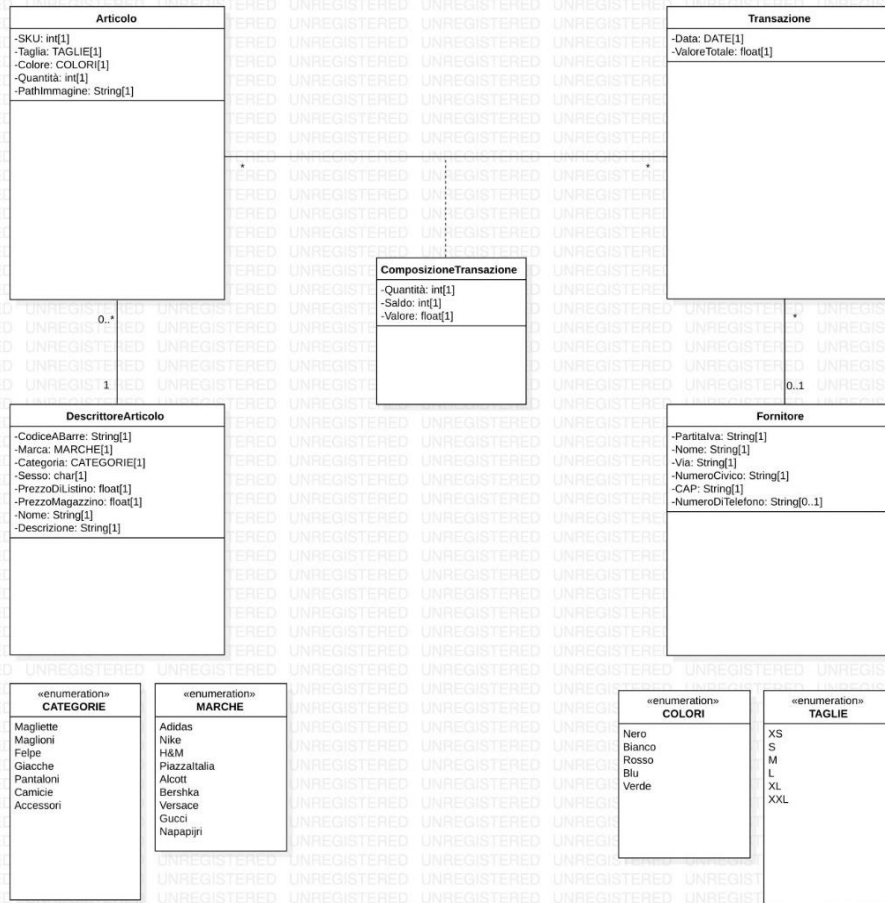 Articolo
-SKU: int[1]
-Taglia: TAGLIE[1]
-Colore: COLORI[1]
-Quantità: int[1]
-PathImmagine: String[1]
Transazione
-Data: DATE[1]
-ValoreTotale: float[1]
*
*
ComposizioneTransazione
-Quantità: int[1]
-Saldo: int[1]
-Valore: float[1]
0..*
1
*
0..1
DescrittoreArticolo
-CodiceABarre: String[1]
-Marca: MARCHE[1]
-Categoria: CATEGORIE[1]
-Sesso: char[1]
-PrezzoDiListino: float[1]
-PrezzoMagazzino: float[1]
-Nome: String[1]
-Descrizione: String[1]
Fornitore
-PartitaIva: String[1]
-Nome: String[1]
-Via: String[1]
-NumeroCivico: String[1]
-CAP: String[1]
-NumeroDiTelefono: String[0..1]
«enumeration»
CATEGORIE
Magliette
Maglioni
Felpe
Giacche
Pantaloni
Camicie
Accessori
«enumeration»
MARCHE
Adidas
Nike
H&M
PiazzaItalia
Alcott
Bershka
Versace
Gucci
Napapijri
«enumeration»
COLORI
Nero
Bianco
Rosso
Blu
Verde
«enumeration»
TAGLIE
XS
S
M
L
XL
XXL
UNREGISTERED